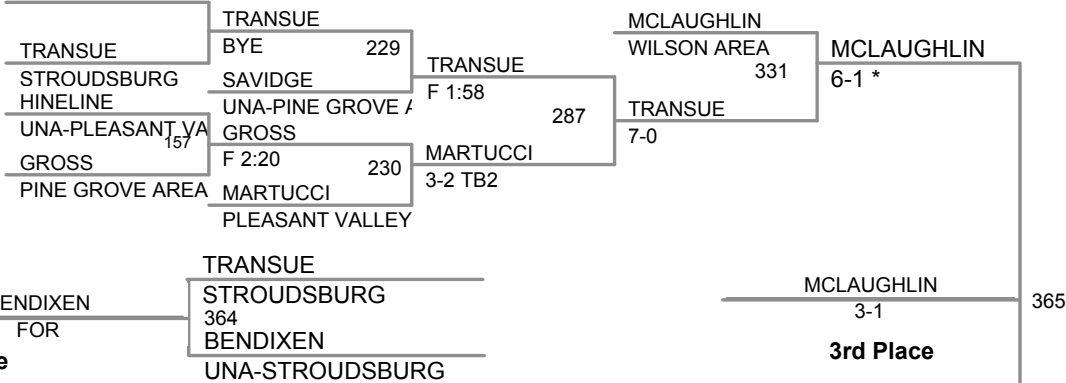 TRANSUE
STROUDSBURG
HINELINE
UNA-PLEASANT VA
157
GROSS
PINE GROVE AREA
TRANSUE
BYE
229
SAVIDGE
UNA-PINE GROVE
GROSS
F 2:20
230
MARTUCCI
PLEASANT VALLEY
TRANSUE
F 1:58
287
MARTUCCI
3-2 TB2
MCLAUGHLIN
WILSON AREA
331
TRANSUE
7-0
MCLAUGHLIN
6-1 *
ENDIXEN
FOR
e
TRANSUE
STROUDSBURG
364
BENDIXEN
UNA-STROUDSBURG
MCLAUGHLIN
3-1
365
3rd Place